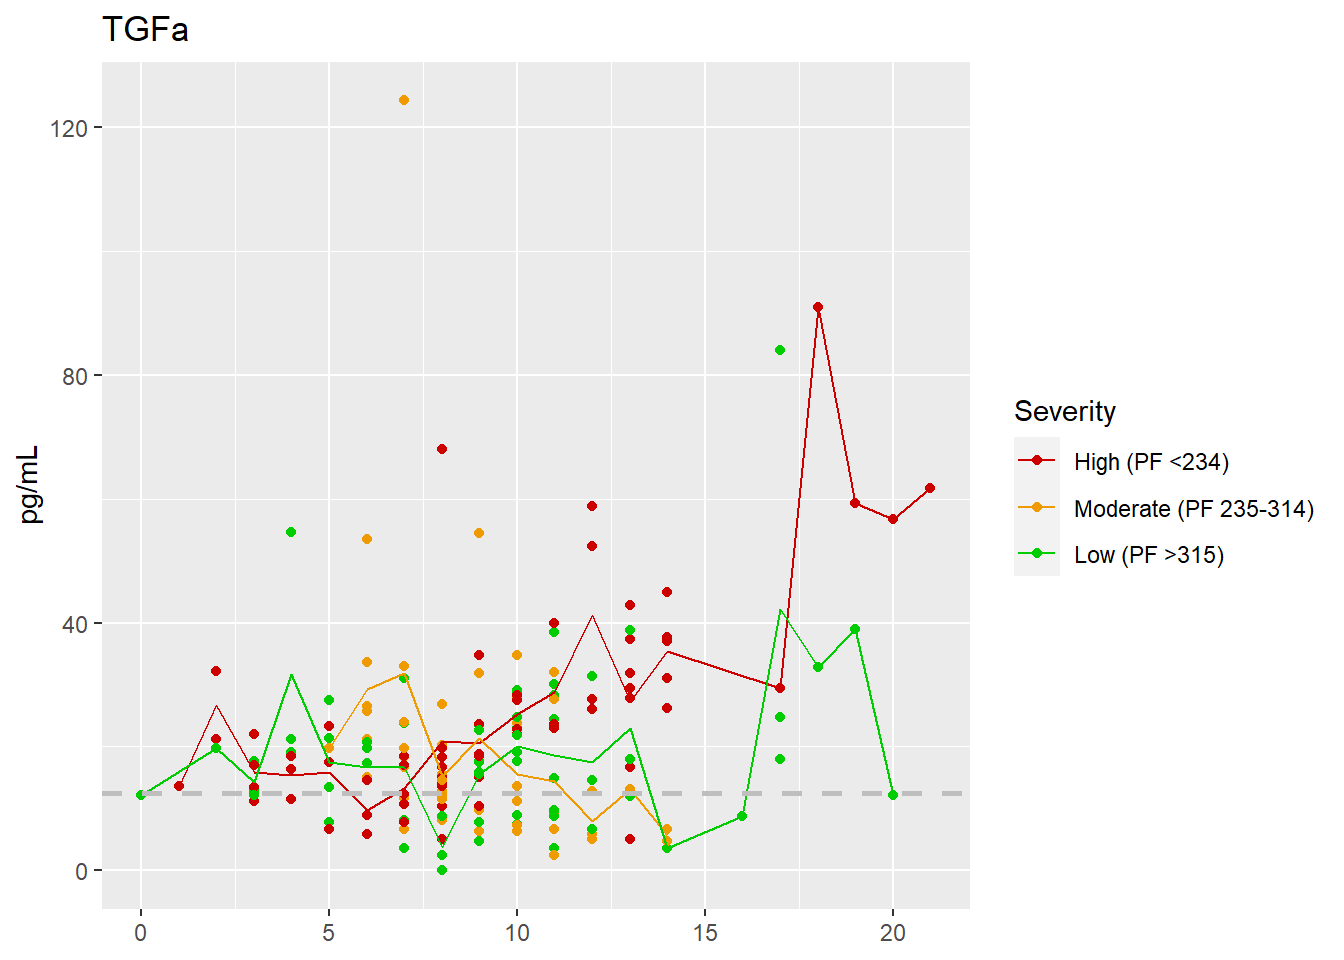 TGFa
120
80
40
0
pg/mL
0 5 10 15 20
Severity
High (PF <234)
Moderate (PF 235-314)
Low (PF >315)